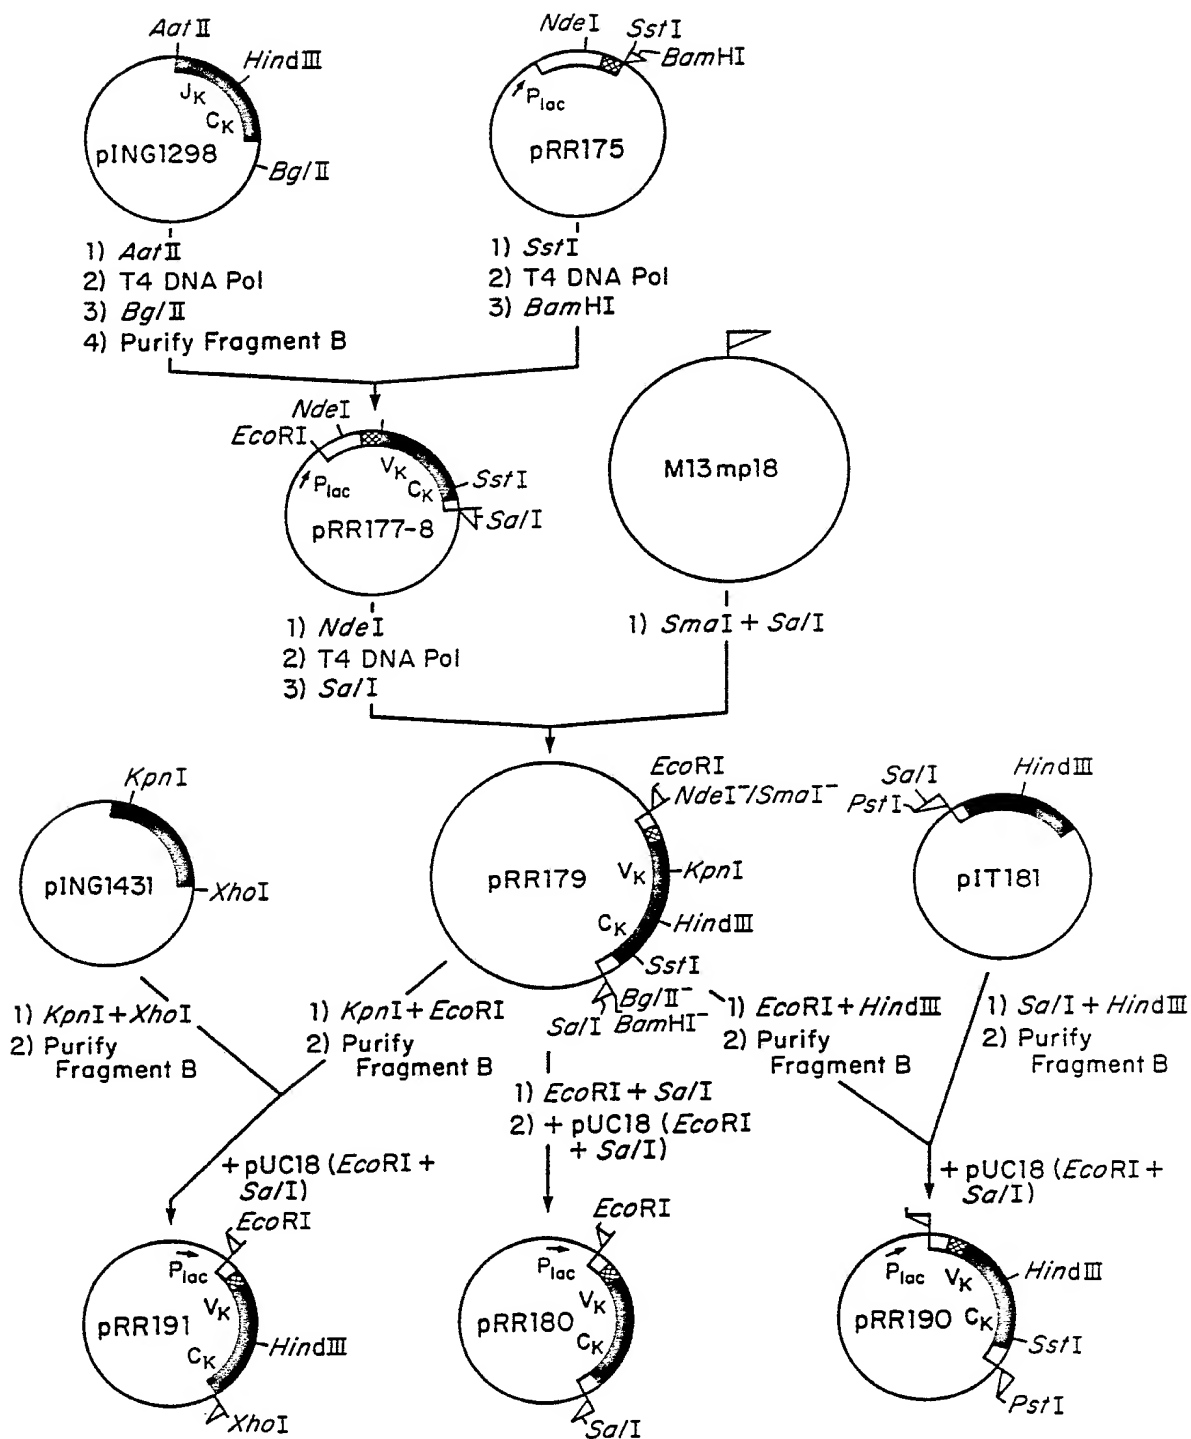 AatII
HindIII
JK
CK
pING1298
BglII
NdeI
SstI
BamHI
Plac
pRR175
1) AatII
2) T4 DNA Pol
3) BglII
4) Purify Fragment B
1) SstI
2) T4 DNA Pol
3) BamHI
NdeI
EcoRI
Plac
VK
CK
SstI
SalI
pRR177-8
M13mp18
1) NdeI
2) T4 DNA Pol
3) SalI
1) SmaI + SalI
KpnI
pING1431
XhoI
EcoRI
NdeI⁻/SmaI⁻
pRR179
VK
KpnI
CK
HindIII
SstI
BglII⁻
SalI BamHI⁻
SalI
HindIII
PstI
pIT181
1) KpnI+XhoI
2) Purify
Fragment B
1) KpnI+EcoRI
2) Purify
Fragment B
1) EcoRI + SalI
2) + pUC18 (EcoRI
+ SalI)
1) EcoRI+HindIII
2) Purify
Fragment B
1) SalI + HindIII
2) Purify
Fragment B
+ pUC18 (EcoRI +
SalI)
+ pUC18 (EcoRI +
SalI)
EcoRI
Plac
VK
pRR191
CK
HindIII
XhoI
EcoRI
Plac
VK
pRR180
CK
SalI
Plac
VK
HindIII
pRR190
CK
SstI
PstI